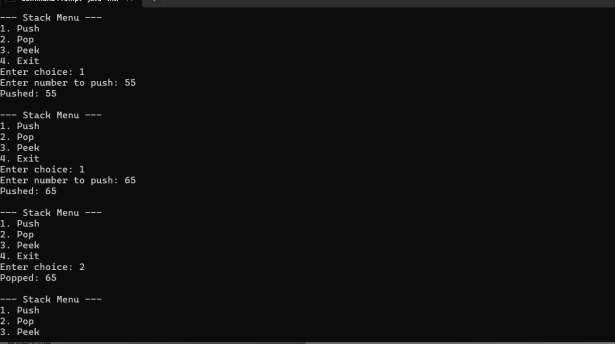 --- Stack Menu ---
1. Push
2. Pop
3. Peek
4. Exit
Enter choice: 1
Enter number to push: 55
Pushed: 55
--- Stack Menu ---
1. Push
2. Pop
3. Peek
4. Exit
Enter choice: 1
Enter number to push: 65
Pushed: 65
--- Stack Menu ---
1. Push
2. Pop
3. Peek
4. Exit
Enter choice: 2
Popped: 65
--- Stack Menu ---
1. Push
2. Pop
3. Peek